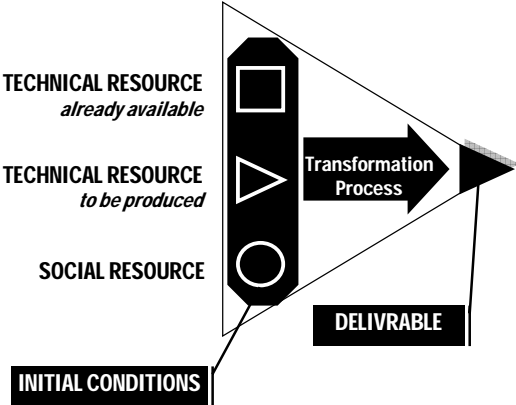 TECHNICAL RESOURCE
already available
TECHNICAL RESOURCE
to be produced
SOCIAL RESOURCE
Transformation
Process
DELIVRABLE
INITIAL CONDITIONS